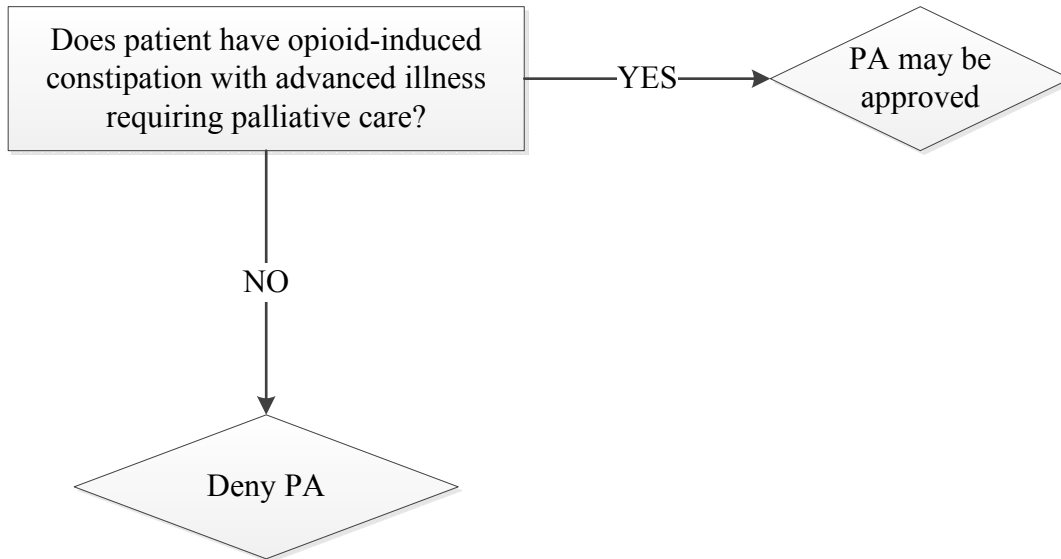 Does patient have opioid-induced
constipation with advanced illness
requiring palliative care?
YES
PA may be
approved
NO
Deny PA